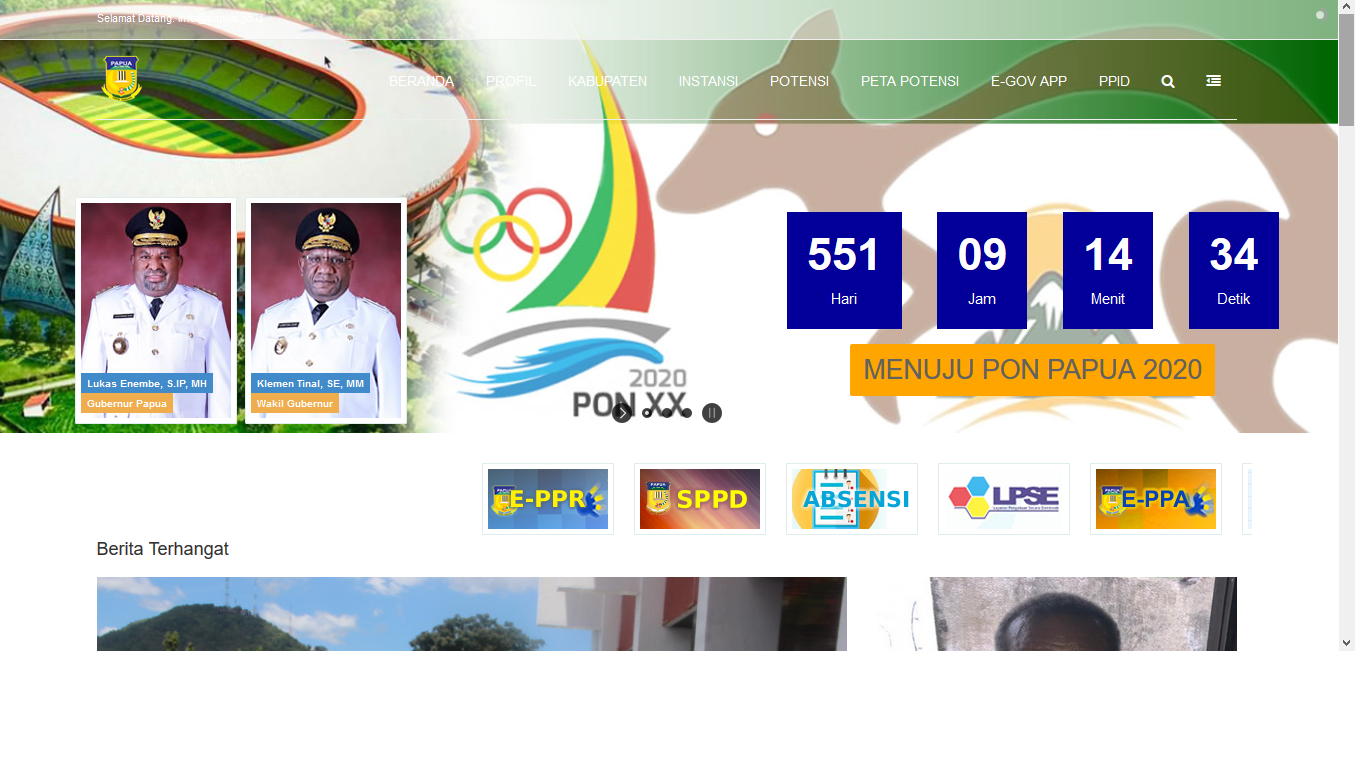 Selamat Datang:
PAPUA
BERANDA
PROFIL
KABUPATEN
INSTANSI
POTENSI
PETA POTENSI
E-GOV APP
PPID
Lukas Enembe, S.IP, MH
Gubernur Papua
Klemen Tinal, SE, MM
Wakil Gubernur
2020
PON XX
551
Hari
09
Jam
14
Menit
34
Detik
MENUJU PON PAPUA 2020
E-PPR
SPPD
ABSENSI
LPSE
Layanan Pengadaan Secara Elektronik
E-PPA
Berita Terhangat